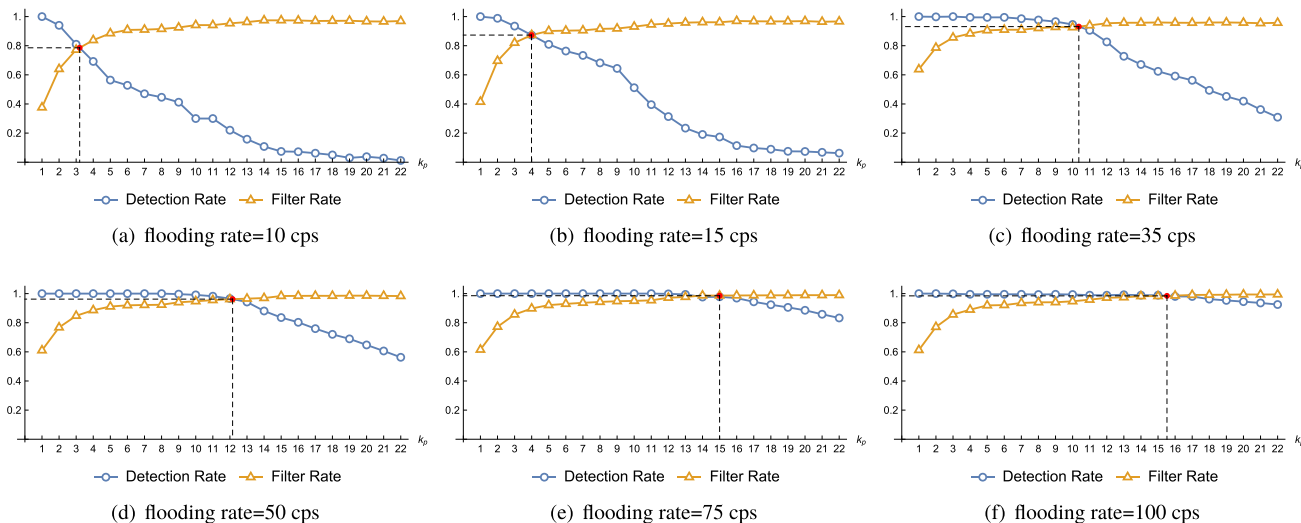 1.
0.8
0.6
0.4
0.2
1 2 3 4 5 6 7 8 9 10 11 12 13 14 15 16 17 18 19 20 21 22
k_p
Detection Rate Filter Rate
(a) flooding rate=10 cps
1.
0.8
0.6
0.4
0.2
1 2 3 4 5 6 7 8 9 10 11 12 13 14 15 16 17 18 19 20 21 22
k_p
Detection Rate Filter Rate
(b) flooding rate=15 cps
1.
0.8
0.6
0.4
0.2
1 2 3 4 5 6 7 8 9 10 11 12 13 14 15 16 17 18 19 20 21 22
k_p
Detection Rate Filter Rate
(c) flooding rate=35 cps
1.
0.8
0.6
0.4
0.2
1 2 3 4 5 6 7 8 9 10 11 12 13 14 15 16 17 18 19 20 21 22
k_p
Detection Rate Filter Rate
(d) flooding rate=50 cps
1.
0.8
0.6
0.4
0.2
1 2 3 4 5 6 7 8 9 10 11 12 13 14 15 16 17 18 19 20 21 22
k_p
Detection Rate Filter Rate
(e) flooding rate=75 cps
1.
0.8
0.6
0.4
0.2
1 2 3 4 5 6 7 8 9 10 11 12 13 14 15 16 17 18 19 20 21 22
k_p
Detection Rate Filter Rate
(f) flooding rate=100 cps